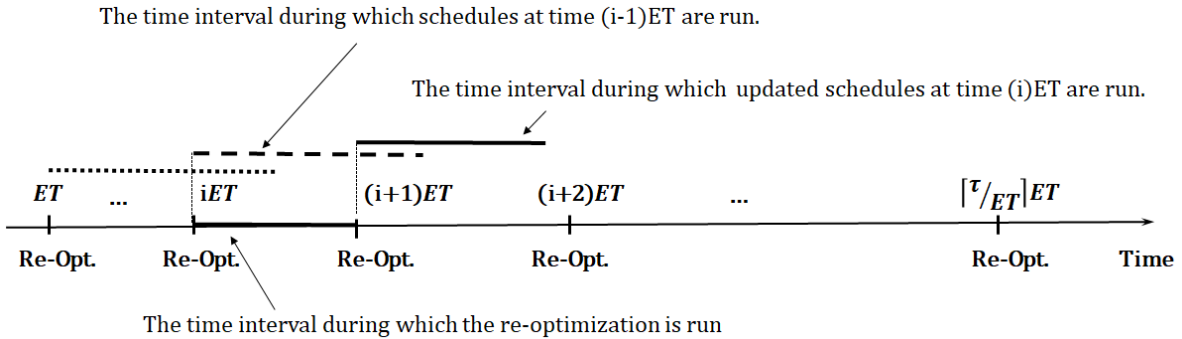 The time interval during which schedules at time (i-1)ET are run.
The time interval during which updated schedules at time (i)ET are run.
ET ... iET (i+1)ET (i+2)ET ... ⌈τ/ET⌉ET
Re-Opt. Re-Opt. Re-Opt. Re-Opt. Re-Opt. Time
The time interval during which the re-optimization is run